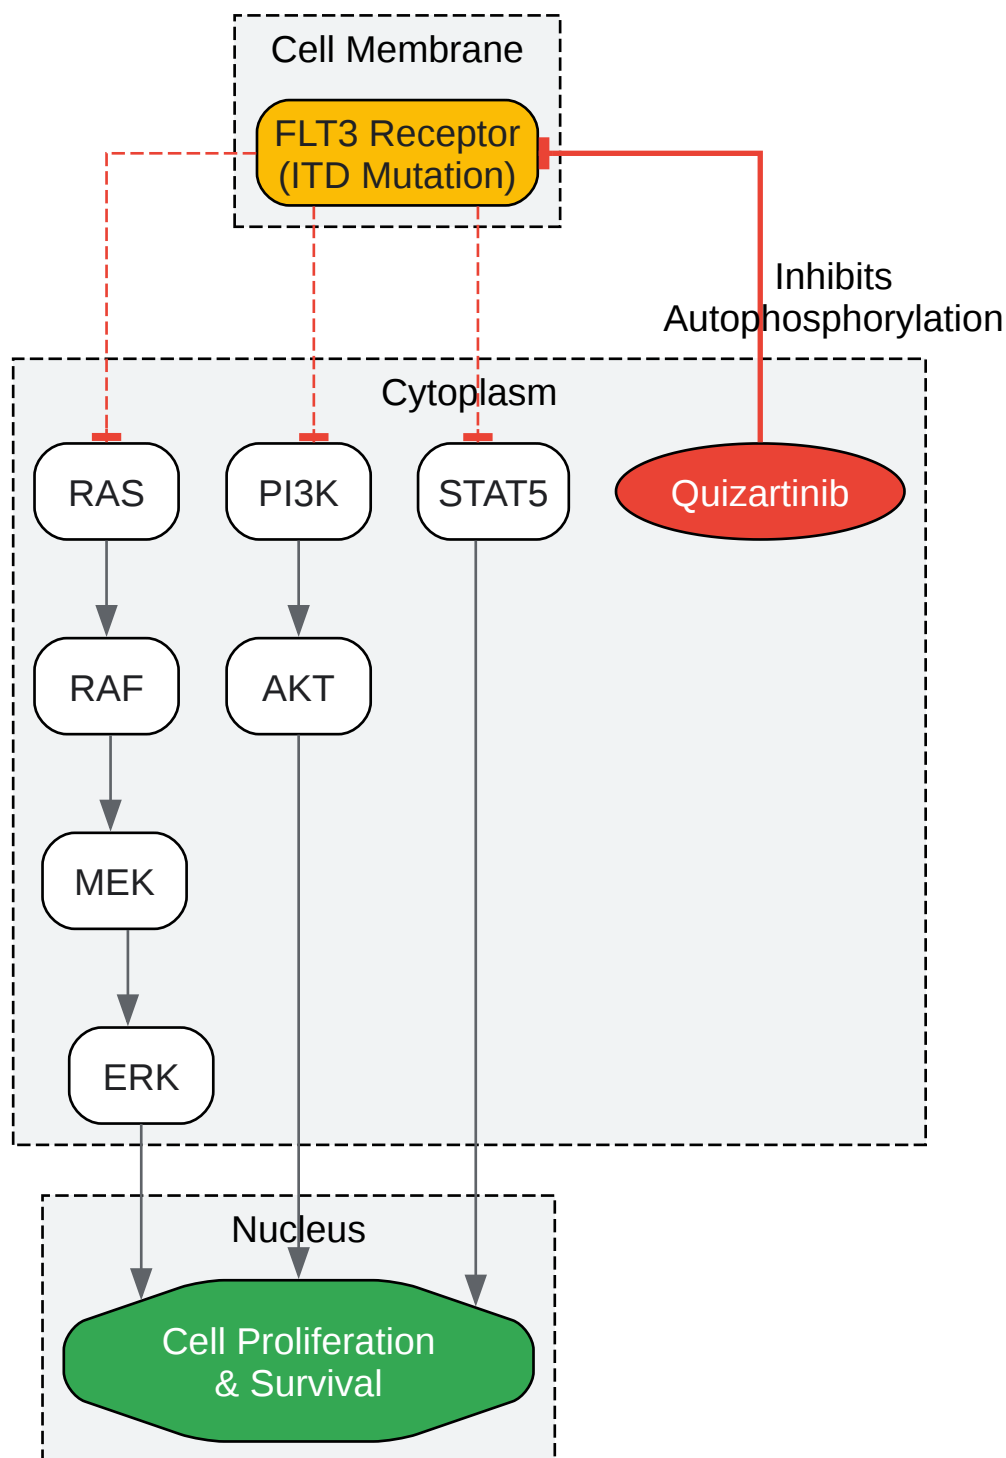 Cell Membrane
FLT3 Receptor
(ITD Mutation)
Inhibits
Autophosphorylation
Cytoplasm
RAS
PI3K
STAT5
Quizartinib
RAF
AKT
MEK
ERK
Nucleus
Cell Proliferation
& Survival